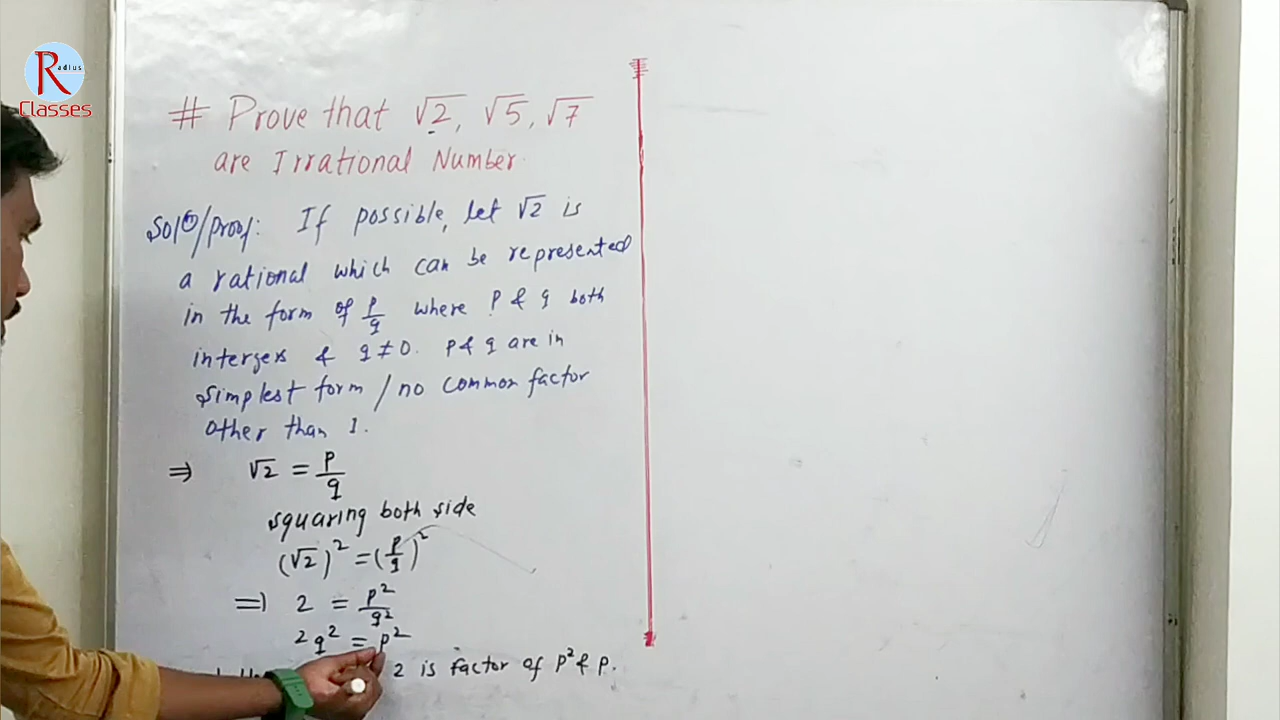 Radius
Classes
# Prove that √2, √5, √7
are Irrational Number.
Solⁿ/Proof: If possible, let √2 is
a rational which can be represented
in the form of p/q where p & q both
intergers & q ≠ 0. p & q are in
simplest form / no common factor
other than 1.
⇒ √2 = p/q
squaring both side
(√2)² = (p/q)²
⇒ 2 = p²/q²
2q² = p²
2 is factor of p² & p.